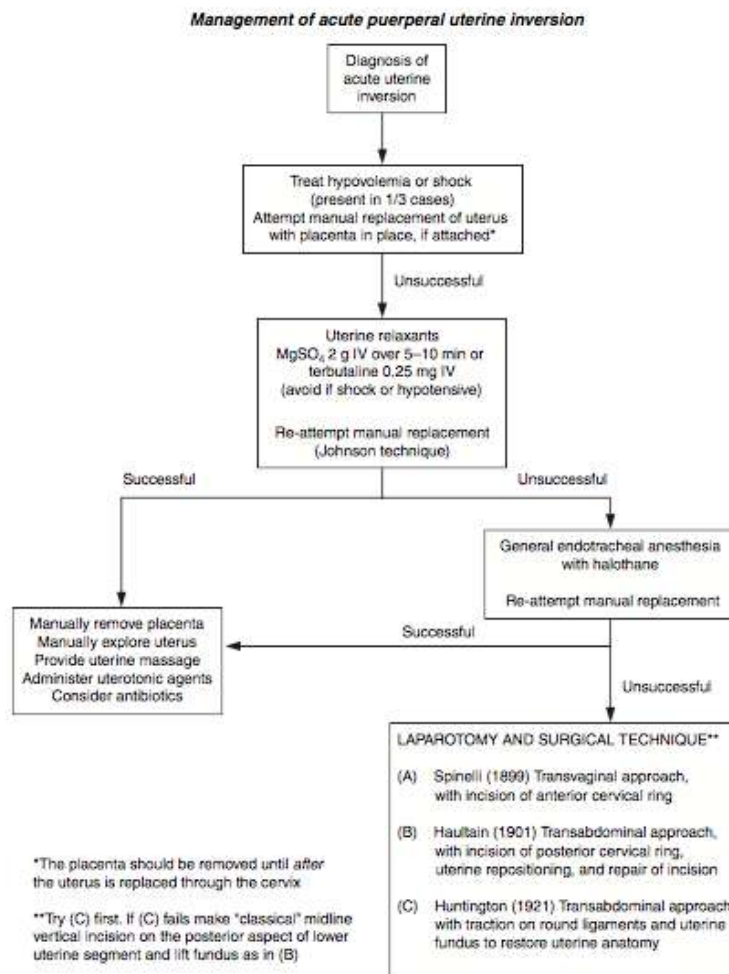 Management of acute puerperal uterine inversion
Diagnosis of
acute uterine
inversion
Treat hypovolemia or shock
(present in 1/3 cases)
Attempt manual replacement of uterus
with placenta in place, if attached*
Unsuccessful
Uterine relaxants
MgSO4 2 g IV over 5–10 min or
terbutaline 0.25 mg IV
(avoid if shock or hypotensive)
Re-attempt manual replacement
(Johnson technique)
Successful
Unsuccessful
General endotracheal anesthesia
with halothane
Re-attempt manual replacement
Manually remove placenta
Manually explore uterus
Provide uterine massage
Administer uterotonic agents
Consider antibiotics
Successful
Unsuccessful
LAPAROTOMY AND SURGICAL TECHNIQUE**
(A) Spinelli (1899) Transvaginal approach,
with incision of anterior cervical ring
(B) Haultain (1901) Transabdominal approach,
with incision of posterior cervical ring,
uterine repositioning, and repair of incision
(C) Huntington (1921) Transabdominal approach
with traction on round ligaments and uterine
fundus to restore uterine anatomy
*The placenta should be removed until after
the uterus is replaced through the cervix
**Try (C) first. If (C) fails make "classical" midline
vertical incision on the posterior aspect of lower
uterine segment and lift fundus as in (B)